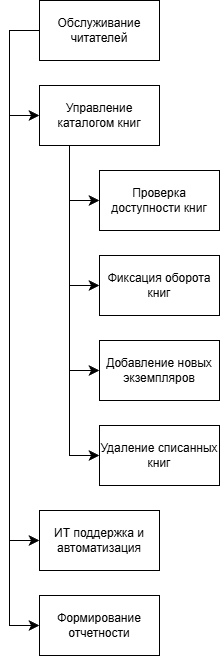 Обслуживание
читателей
Управление
каталогом книг
Проверка
доступности книг
Фиксация оборота
книг
Добавление новых
экземпляров
Удаление списанных
книг
ИТ поддержка и
автоматизация
Формирование
отчетности